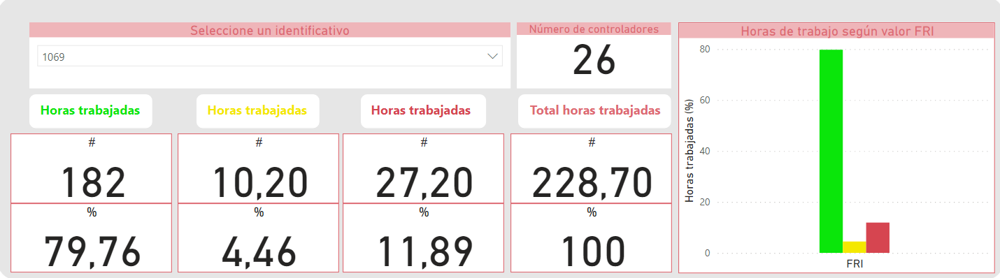 Seleccione un identificativo
1069
Número de controladores
26
Horas trabajadas
Horas trabajadas
Horas trabajadas
Total horas trabajadas
#
182
#
10,20
#
27,20
#
228,70
%
79,76
%
4,46
%
11,89
%
100
Horas de trabajo según valor FRI
Horas trabajadas (%)
80
60
40
20
0
FRI